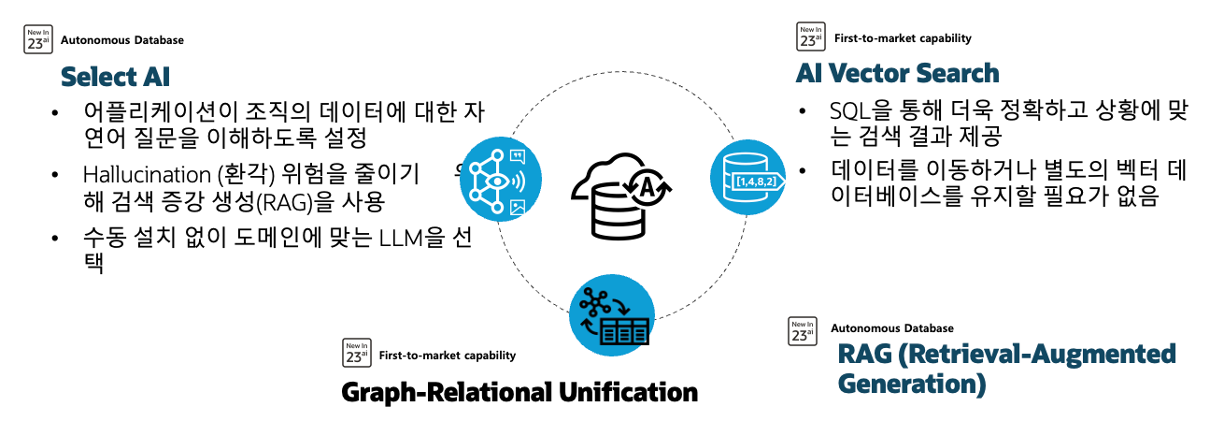 New In
23ai
Autonomous Database
Select AI
• 어플리케이션이 조직의 데이터에 대한 자
연어 질문을 이해하도록 설정
• Hallucination (환각) 위험을 줄이기
해 검색 증강 생성(RAG)을 사용
• 수동 설치 없이 도메인에 맞는 LLM을 선
택
New In
23ai
First-to-market capability
AI Vector Search
• SQL을 통해 더욱 정확하고 상황에 맞
는 검색 결과 제공
• 데이터를 이동하거나 별도의 벡터 데
이터베이스를 유지할 필요가 없음
A
[1,4,8,2]
New In
23ai
First-to-market capability
Graph-Relational Unification
New In
23ai
Autonomous Database
RAG (Retrieval-Augmented
Generation)